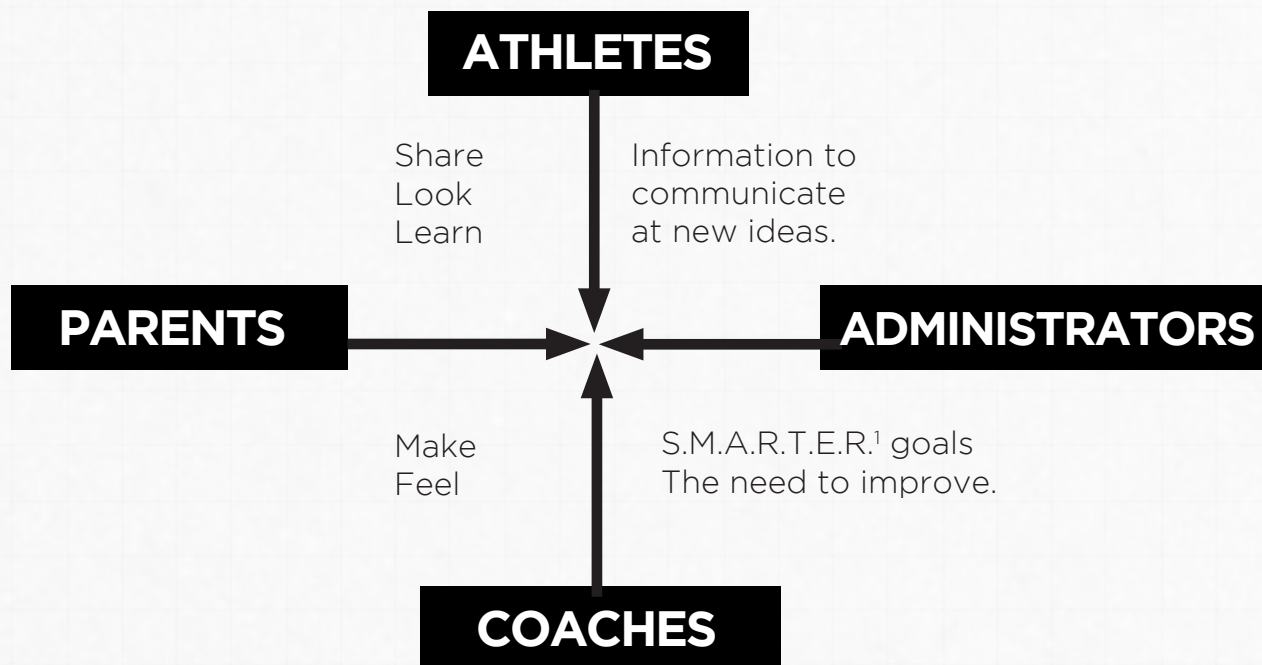 ATHLETES
Share
Look
Learn
Information to
communicate
at new ideas.
PARENTS
ADMINISTRATORS
Make
Feel
S.M.A.R.T.E.R.¹ goals
The need to improve.
COACHES